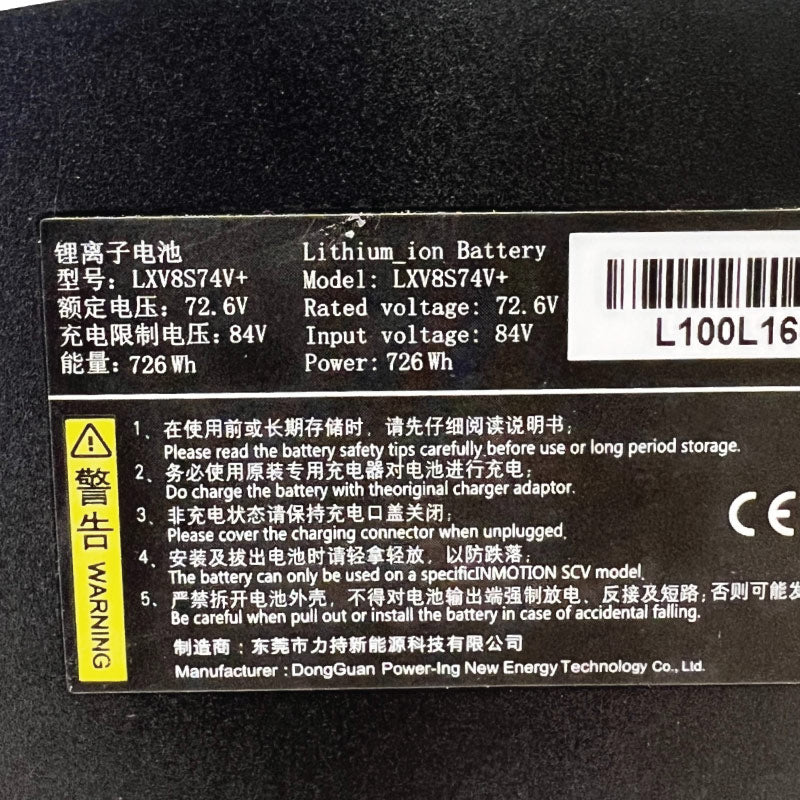 锂离子电池
型号: LXV8S74V+
额定电压: 72.6V
充电限制电压: 84V
能量: 726Wh
Lithium_ion Battery
Model: LXV8S74V+
Rated voltage: 72.6V
Input voltage: 84V
Power: 726Wh
L100L16
警告 WARNING
1、在使用前或长期存储时，请先仔细阅读说明书;
Please read the battery safety tips carefully before use or long period storage.
2、务必使用原装专用充电器对电池进行充电;
Do charge the battery with theoriginal charger adaptor.
3、非充电状态请保持充电口盖关闭;
Please cover the charging connector when unplugged.
4、安装及拔出电池时请轻拿轻放，以防跌落;
The battery can only be used on a specificINMOTION SCV model.
5、严禁拆开电池外壳，不得对电池输出端强制放电、反接及短路;否则可能发
Be careful when pull out or install the battery in case of accidental falling.
CE
制造商：东莞市力持新能源科技有限公司
Manufacturer : DongGuan Power-Ing New Energy Technology Co., Ltd.